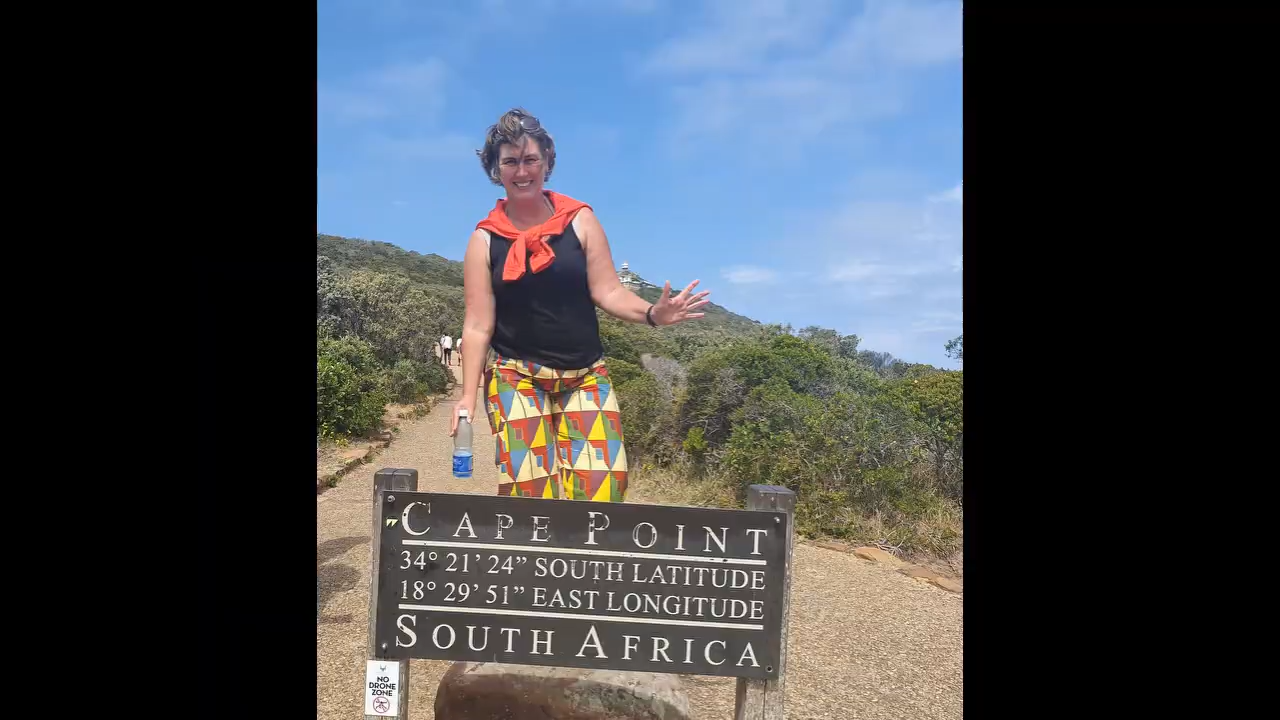 CAPE POINT
34° 21' 24" SOUTH LATITUDE
18° 29' 51" EAST LONGITUDE
SOUTH AFRICA
NO
DRONE
ZONE